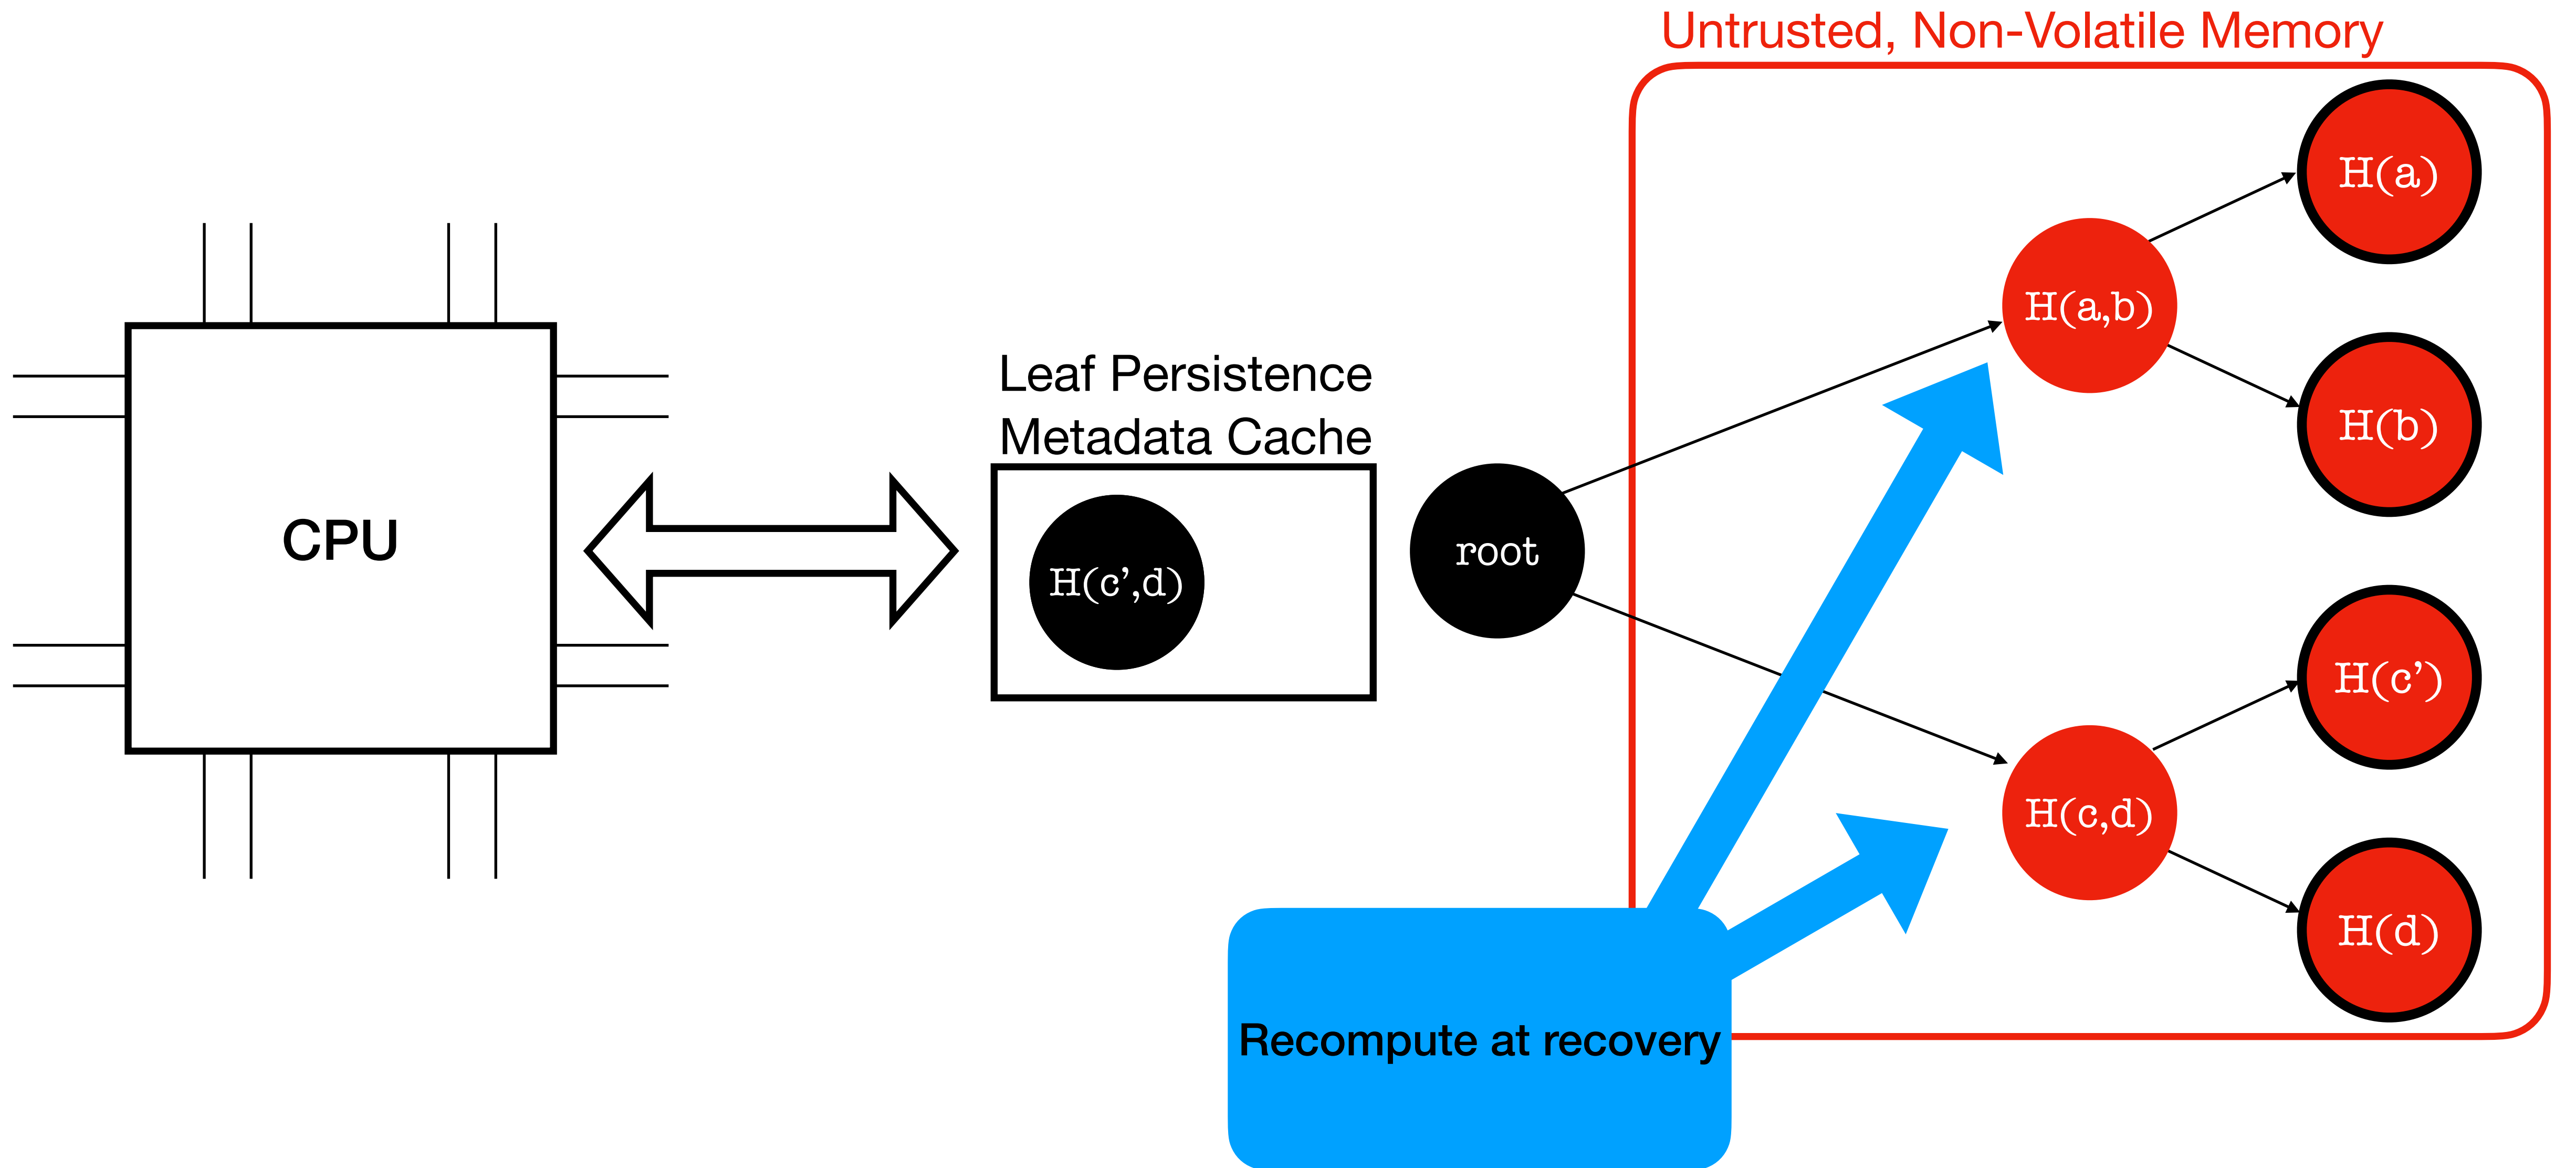 Untrusted, Non-Volatile Memory
H(a)
H(a,b)
H(b)
Leaf Persistence
Metadata Cache
CPU
H(c’,d)
root
H(c’)
H(c,d)
H(d)
Recompute at recovery